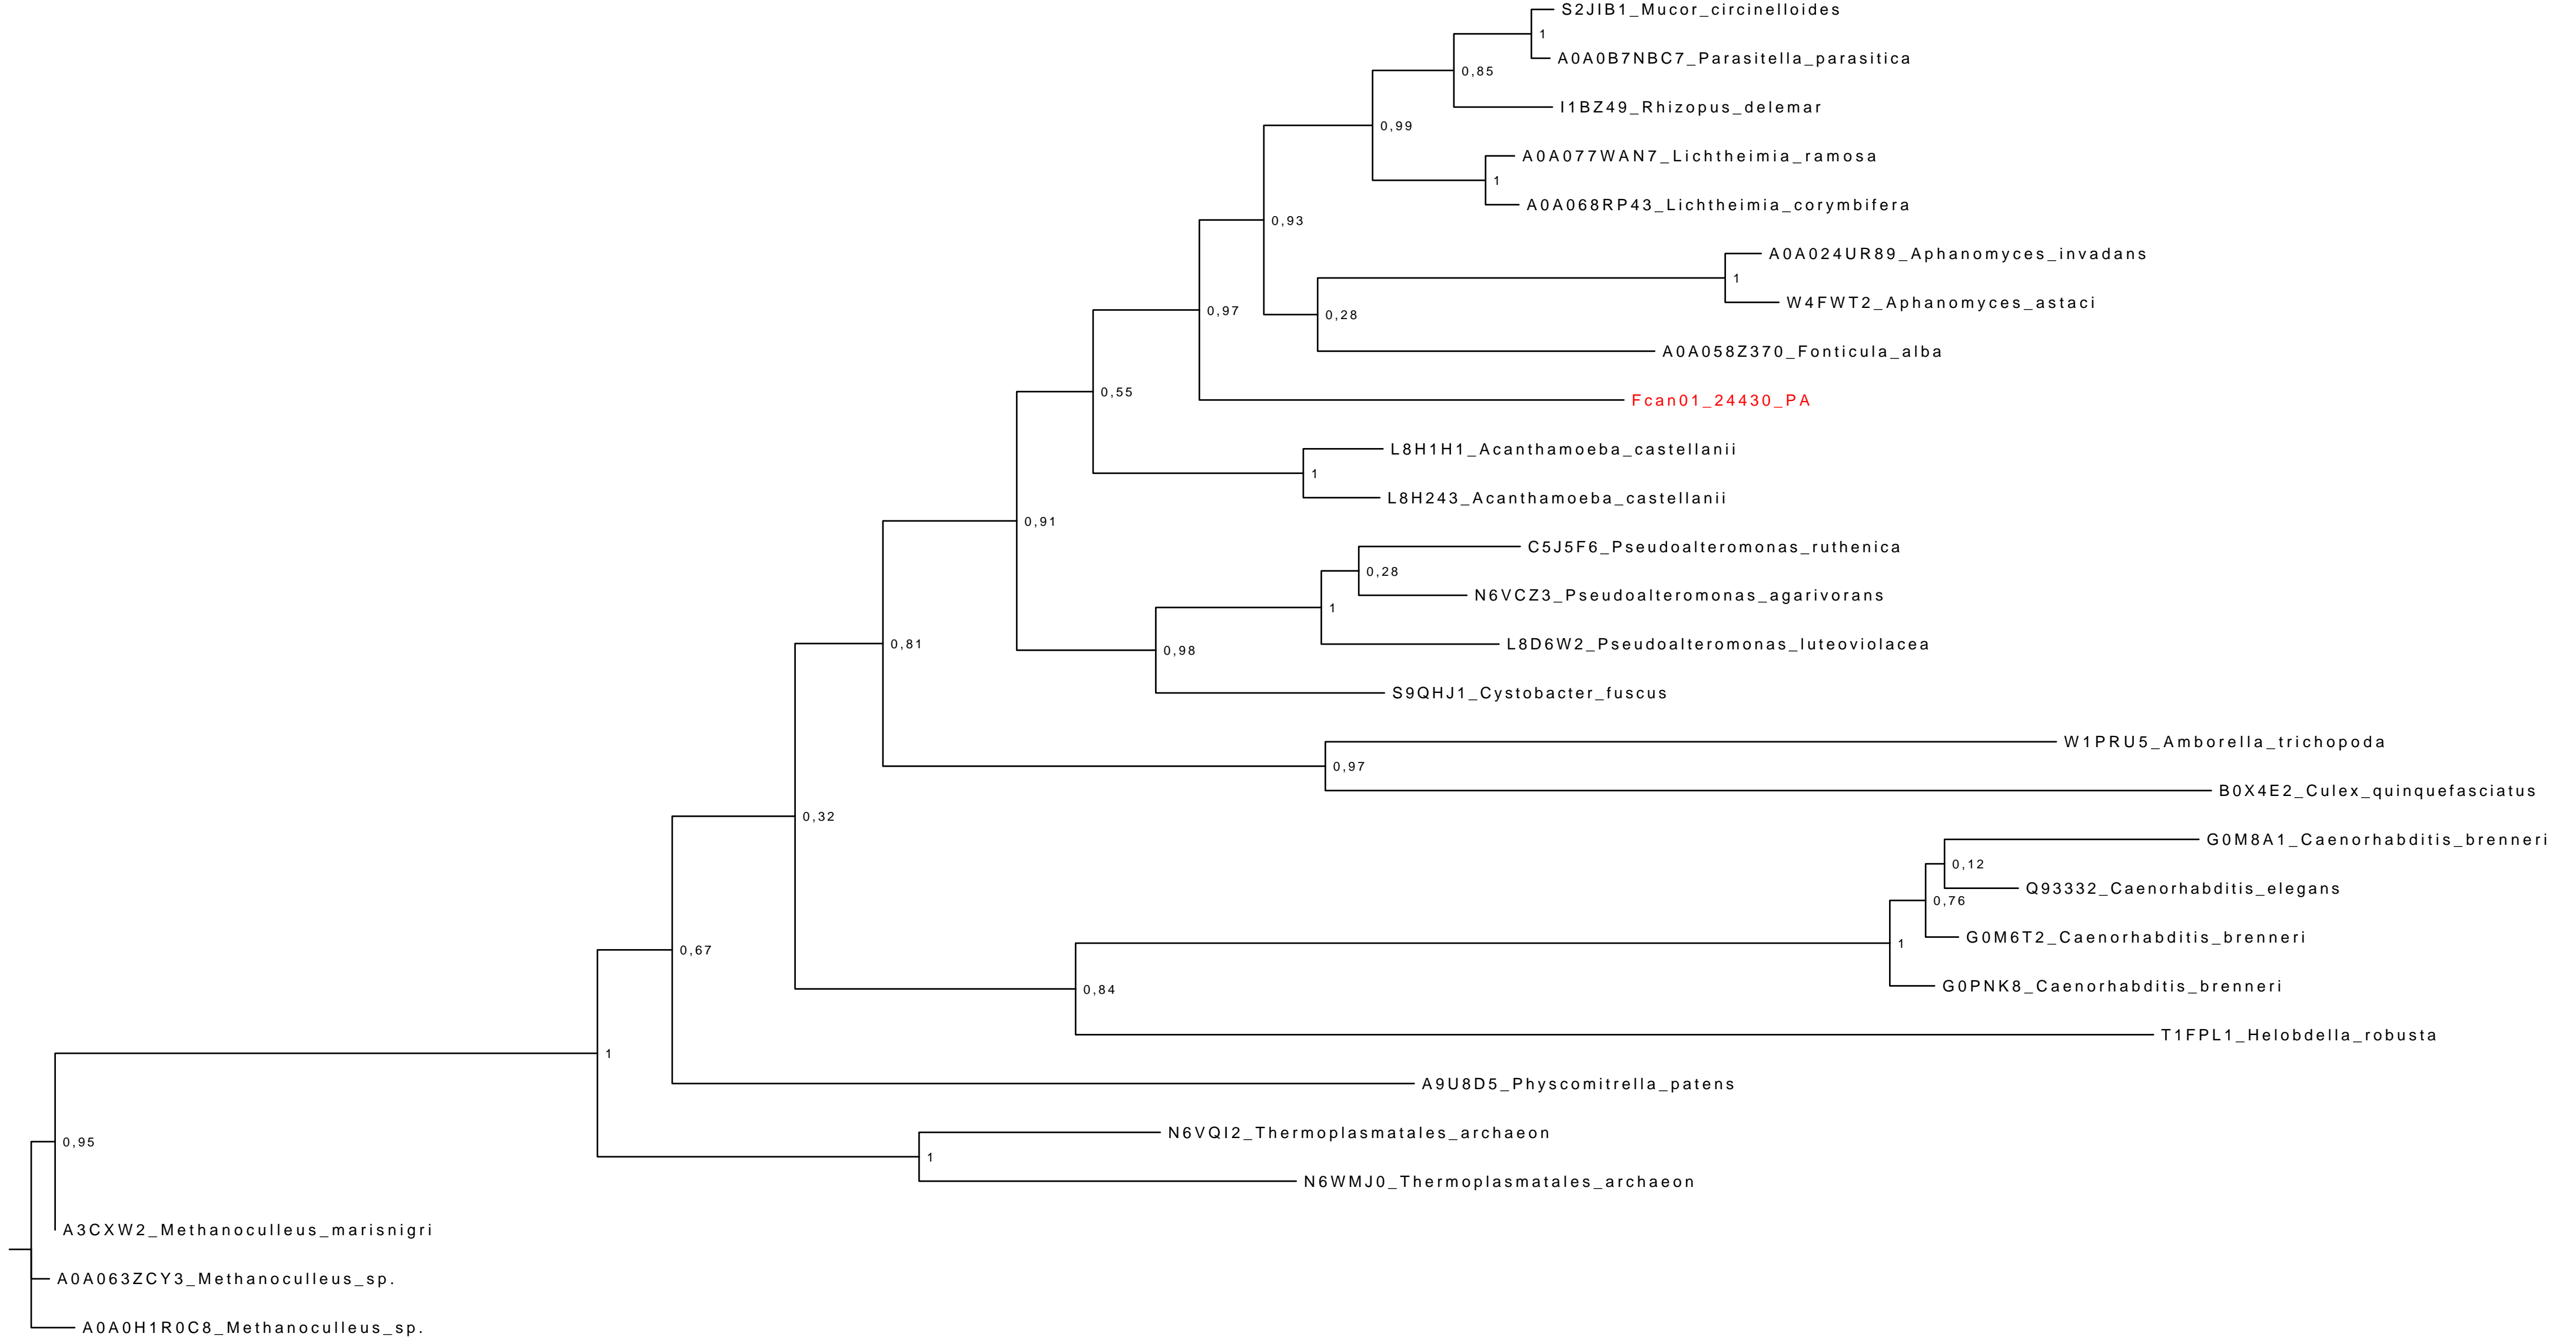 S2JIB1_Mucor_circinelloides
1
A0A0B7NBC7_Parasitella_parasitica
0,85
I1BZ49_Rhizopus_delemar
0,99
A0A077WAN7_Lichtheimia_ramosa
1
A0A068RP43_Lichtheimia_corymbifera
0,93
A0A024UR89_Aphanomyces_invadans
1
W4FWT2_Aphanomyces_astaci
0,97
0,28
A0A058Z370_Fonticula_alba
0,55
Fcan01_24430_PA
L8H1H1_Acanthamoeba_castellanii
1
L8H243_Acanthamoeba_castellanii
0,91
C5J5F6_Pseudoalteromonas_ruthenica
0,28
N6VCZ3_Pseudoalteromonas_agarivorans
1
0,81
L8D6W2_Pseudoalteromonas_luteoviolacea
0,98
S9QHJ1_Cystobacter_fuscus
W1PRU5_Amborella_trichopoda
0,97
B0X4E2_Culex_quinquefasciatus
0,32
G0M8A1_Caenorhabditis_brenneri
0,12
Q93332_Caenorhabditis_elegans
0,76
G0M6T2_Caenorhabditis_brenneri
1
0,67
G0PNK8_Caenorhabditis_brenneri
0,84
T1FPL1_Helobdella_robusta
1
A9U8D5_Physcomitrella_patens
N6VQI2_Thermoplasmatales_archaeon
0,95
1
N6WMJ0_Thermoplasmatales_archaeon
A3CXW2_Methanoculleus_marisnigri
A0A063ZCY3_Methanoculleus_sp.
A0A0H1R0C8_Methanoculleus_sp.